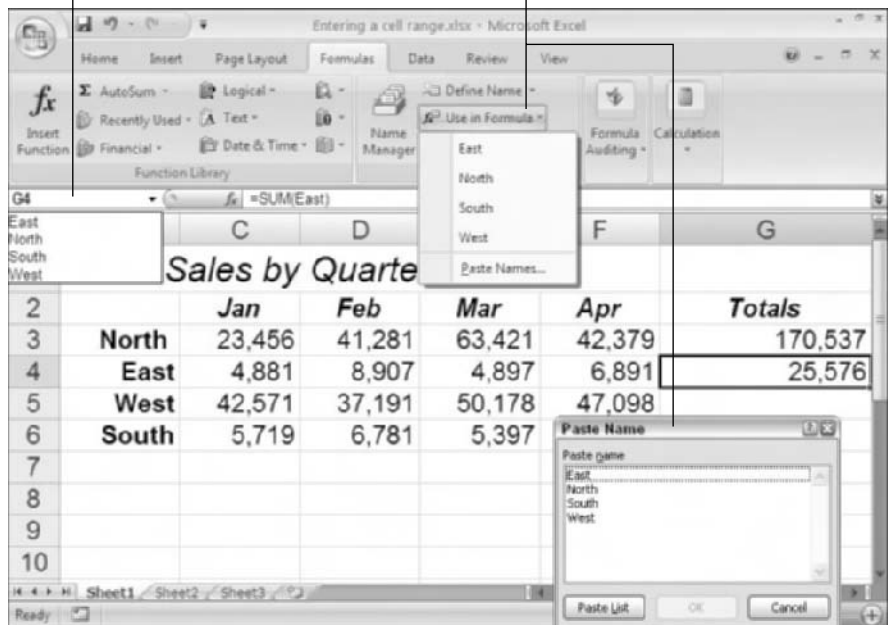 Entering a cell range.xlsx - Microsoft Excel
Home Insert Page Layout Formulas Data Review View
Σ AutoSum Logical Define Name
fx Recently Used A Text θ Use in Formula
Insert Function Financial Date & Time Name Manager Formula Auditing Calculation
Function Library
East
North
South
West
Paste Names...
G4 fx =SUM(East)
East
North
South
West
C D F G
Sales by Quarte
2 Jan Feb Mar Apr Totals
3 North 23,456 41,281 63,421 42,379 170,537
4 East 4,881 8,907 4,897 6,891 25,576
5 West 42,571 37,191 50,178 47,098
6 South 5,719 6,781 5,397
7
8
9
10
Paste Name
Paste name
East
North
South
West
Paste List OK Cancel
Sheet1 Sheet2 Sheet3
Ready